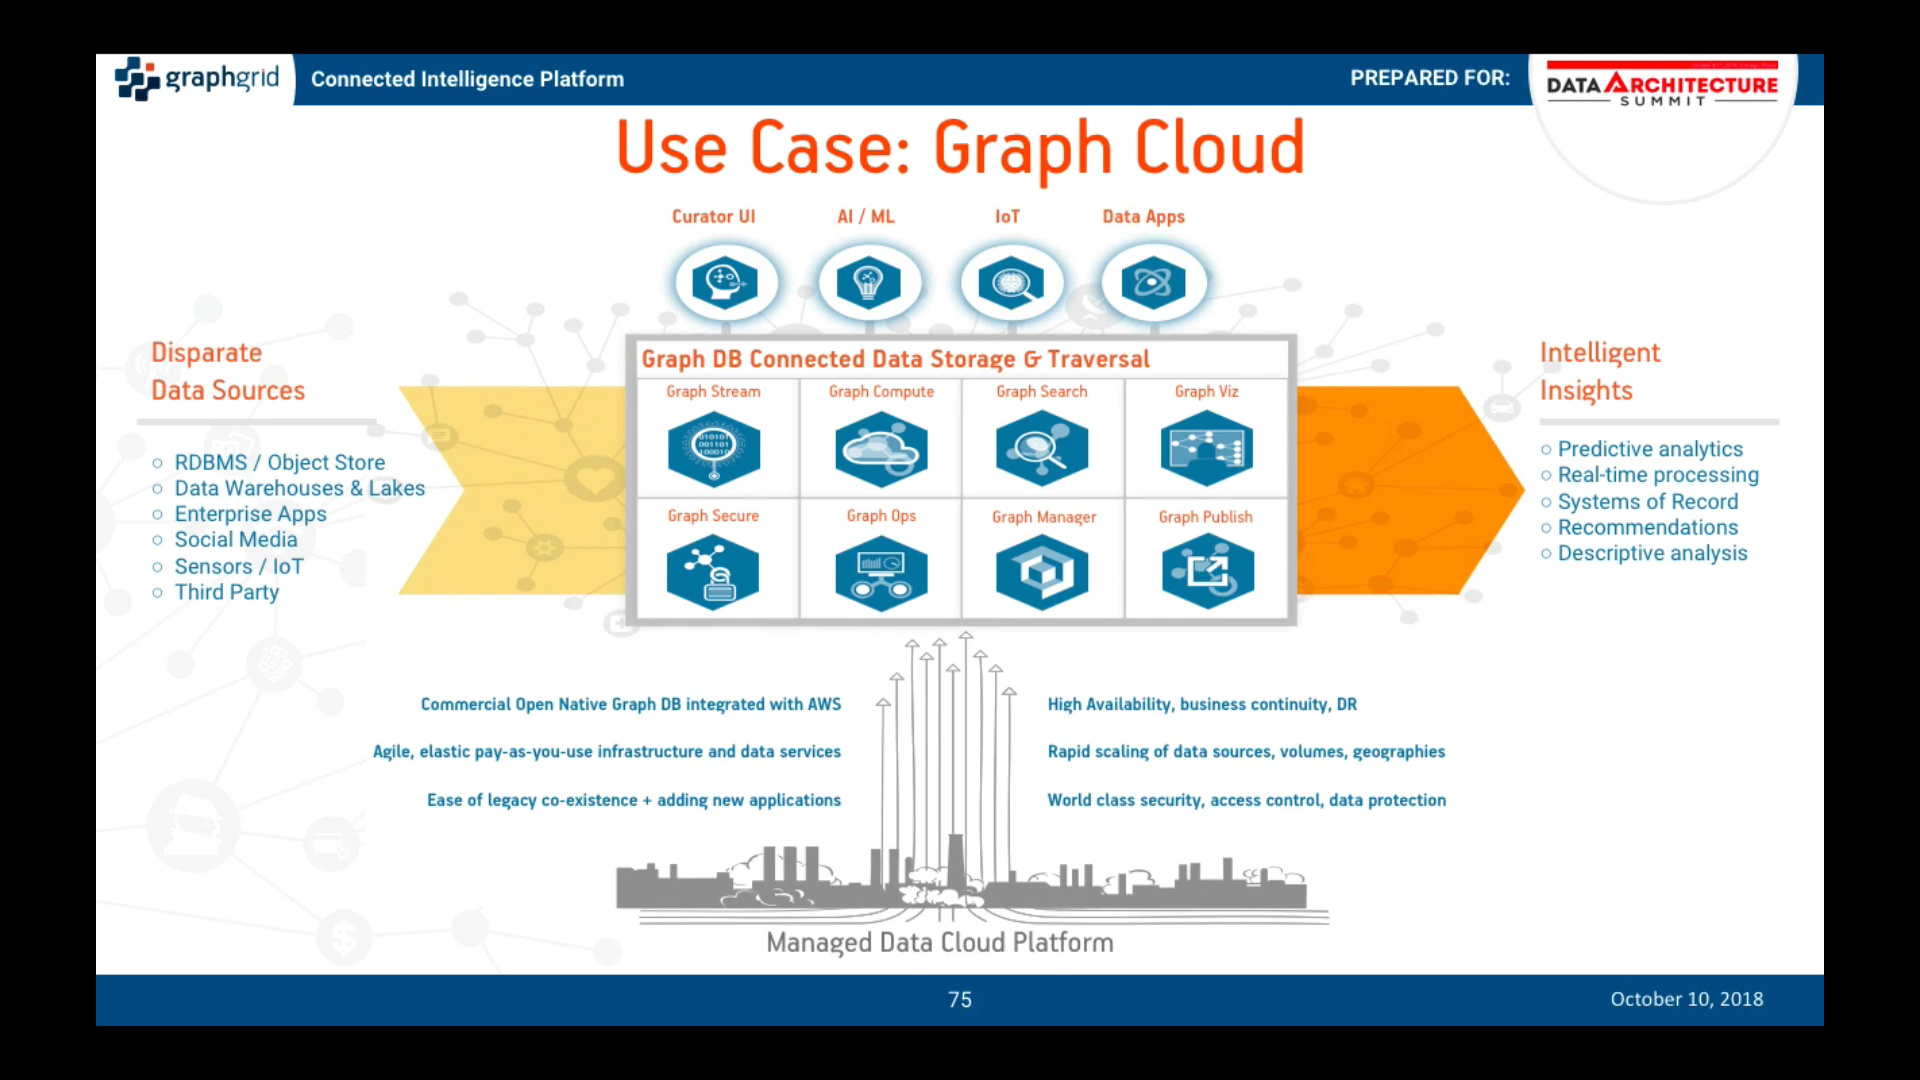 graphgrid
Connected Intelligence Platform
PREPARED FOR:
DATA ARCHITECTURE
SUMMIT
Use Case: Graph Cloud
Curator UI
AI / ML
IoT
Data Apps
Disparate
Data Sources
RDBMS / Object Store
Data Warehouses & Lakes
Enterprise Apps
Social Media
Sensors / IoT
Third Party
Graph DB Connected Data Storage & Traversal
Graph Stream
Graph Compute
Graph Search
Graph Viz
010101
001101
100010
Graph Secure
Graph Ops
Graph Manager
Graph Publish
Intelligent
Insights
Predictive analytics
Real-time processing
Systems of Record
Recommendations
Descriptive analysis
Commercial Open Native Graph DB integrated with AWS
Agile, elastic pay-as-you-use infrastructure and data services
Ease of legacy co-existence + adding new applications
High Availability, business continuity, DR
Rapid scaling of data sources, volumes, geographies
World class security, access control, data protection
Managed Data Cloud Platform
75
October 10, 2018